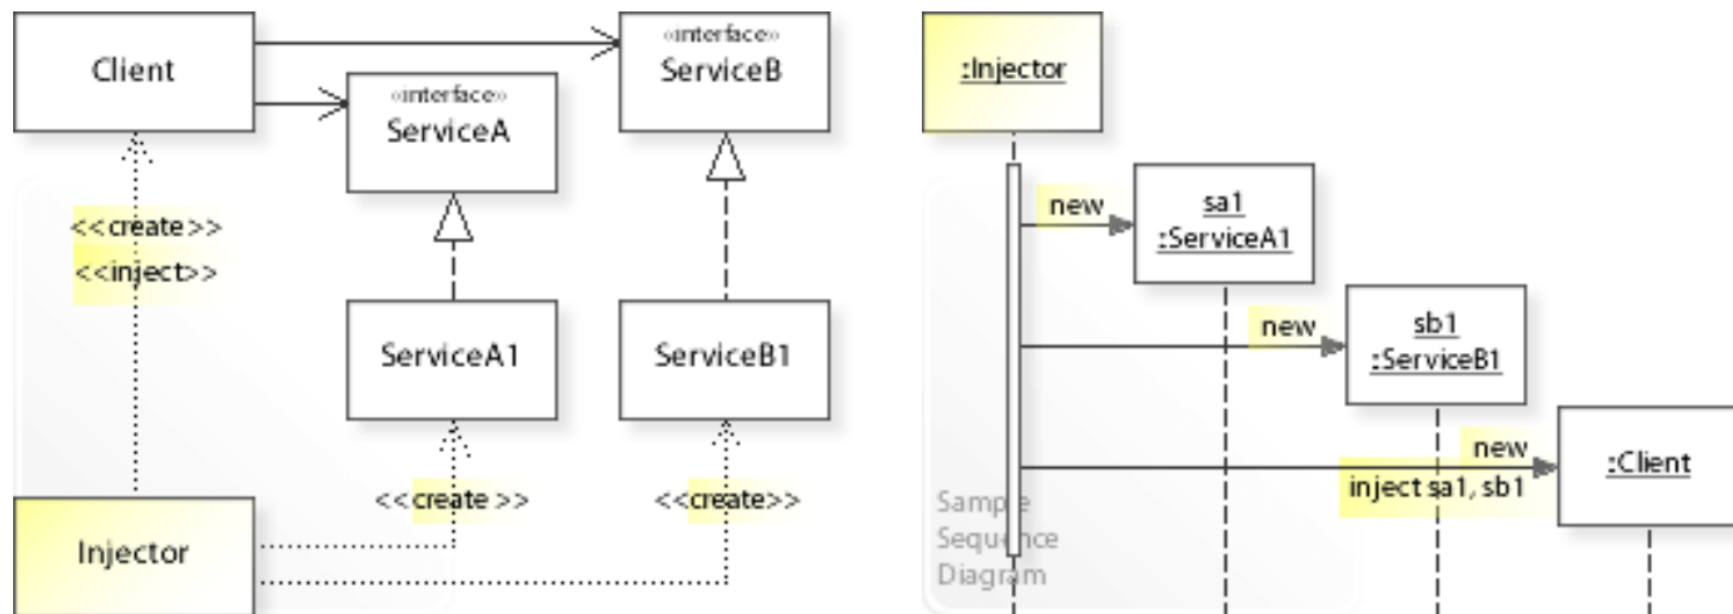 Client
«interface»
ServiceA
«interface»
ServiceB
<<create>>
<<inject>>
ServiceA1
ServiceB1
<<create >>
<<create>>
Injector
:Injector
new
sa1
:ServiceA1
new
sb1
:ServiceB1
new
inject sa1, sb1
:Client
Sample
Sequence
Diagram